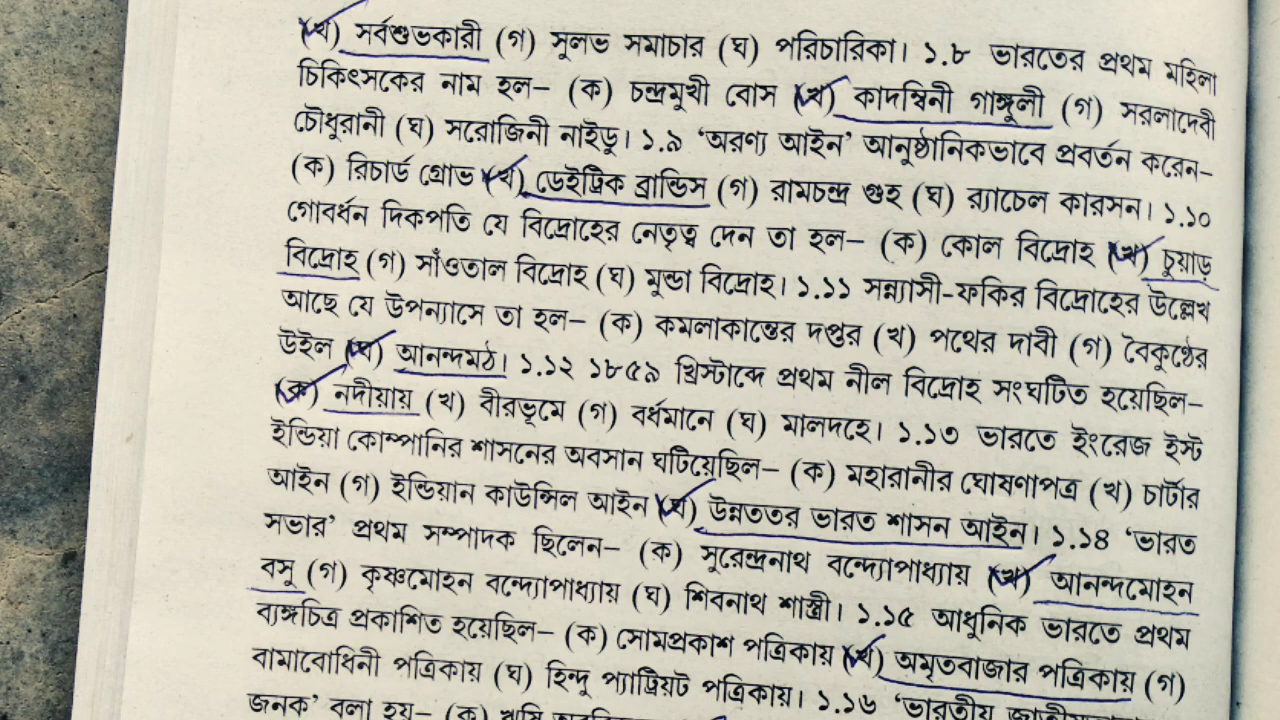 (খ) সর্বশুভকারী (গ) সুলভ সমাচার (ঘ) পরিচারিকা। ১.৮ ভারতের প্রথম মহিলা
চিকিৎসকের নাম হল– (ক) চন্দ্রমুখী বোস (খ) কাদম্বিনী গাঙ্গুলী (গ) সরলাদেবী
চৌধুরানী (ঘ) সরোজিনী নাইডু। ১.৯ ‘অরণ্য আইন’ আনুষ্ঠানিকভাবে প্রবর্তন করেন–
(ক) রিচার্ড গ্রোভ (খ) ডেইট্রিক ব্রান্ডিস (গ) রামচন্দ্র গুহ (ঘ) র‍্যাচেল কারসন। ১.১০
গোবর্ধন দিকপতি যে বিদ্রোহের নেতৃত্ব দেন তা হল– (ক) কোল বিদ্রোহ (খ) চুয়াড়
বিদ্রোহ (গ) সাঁওতাল বিদ্রোহ (ঘ) মুন্ডা বিদ্রোহ। ১.১১ সন্ন্যাসী-ফকির বিদ্রোহের উল্লেখ
আছে যে উপন্যাসে তা হল– (ক) কমলাকান্তের দপ্তর (খ) পথের দাবী (গ) বৈকুণ্ঠের
উইল (ঘ) আনন্দমঠ। ১.১২ ১৮৫৯ খ্রিস্টাব্দে প্রথম নীল বিদ্রোহ সংঘটিত হয়েছিল–
(ক) নদীয়ায় (খ) বীরভূমে (গ) বর্ধমানে (ঘ) মালদহে। ১.১৩ ভারতে ইংরেজ ইস্ট
ইন্ডিয়া কোম্পানির শাসনের অবসান ঘটিয়েছিল– (ক) মহারানীর ঘোষণাপত্র (খ) চার্টার
আইন (গ) ইন্ডিয়ান কাউন্সিল আইন (ঘ) উন্নততর ভারত শাসন আইন। ১.১৪ ‘ভারত
সভার’ প্রথম সম্পাদক ছিলেন– (ক) সুরেন্দ্রনাথ বন্দ্যোপাধ্যায় (খ) আনন্দমোহন
বসু (গ) কৃষ্ণমোহন বন্দ্যোপাধ্যায় (ঘ) শিবনাথ শাস্ত্রী। ১.১৫ আধুনিক ভারতে প্রথম
ব্যঙ্গচিত্র প্রকাশিত হয়েছিল– (ক) সোমপ্রকাশ পত্রিকায় (খ) অমৃতবাজার পত্রিকায় (গ)
বামাবোধিনী পত্রিকায় (ঘ) হিন্দু প্যাট্রিয়ট পত্রিকায়। ১.১৬ ‘ভারতীয়
জনক’ বলা হয়– (ক) ঋষি